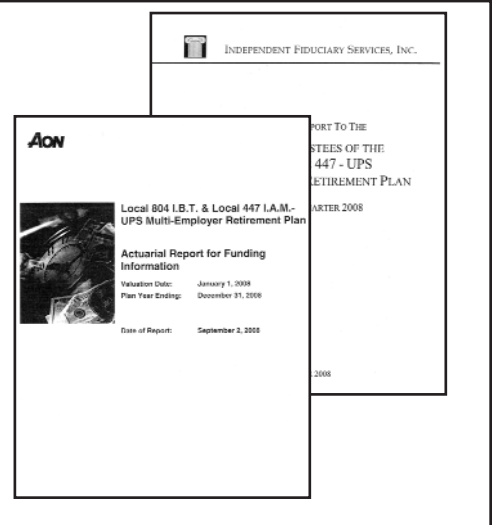 INDEPENDENT FIDUCIARY SERVICES, INC.
PORT TO THE
STEES OF THE
447 - UPS
ETIREMENT PLAN
ARTER 2008
2008
AON
Local 804 I.B.T. & Local 447 I.A.M.-
UPS Multi-Employer Retirement Plan
Actuarial Report for Funding
Information
Valuation Date: January 1, 2008
Plan Year Ending: December 31, 2008
Date of Report: September 2, 2008